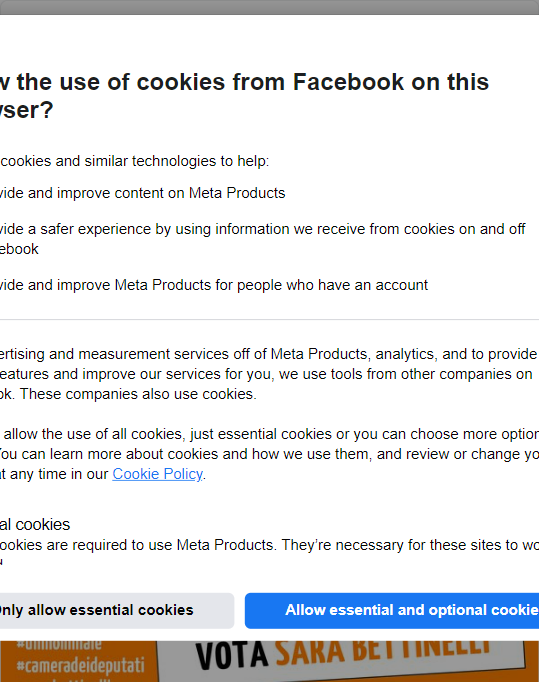 w the use of cookies from Facebook on this
wser?
cookies and similar technologies to help:
vide and improve content on Meta Products
vide a safer experience by using information we receive from cookies on and off
ebook
vide and improve Meta Products for people who have an account
ertising and measurement services off of Meta Products, analytics, and to provide
eatures and improve our services for you, we use tools from other companies on
ok. These companies also use cookies.
allow the use of all cookies, just essential cookies or you can choose more option
You can learn more about cookies and how we use them, and review or change yo
at any time in our Cookie Policy.
al cookies
ookies are required to use Meta Products. They’re necessary for these sites to wo
Only allow essential cookies
Allow essential and optional cookie
#cameradeideputati
VOTA SARA BETTINELLI